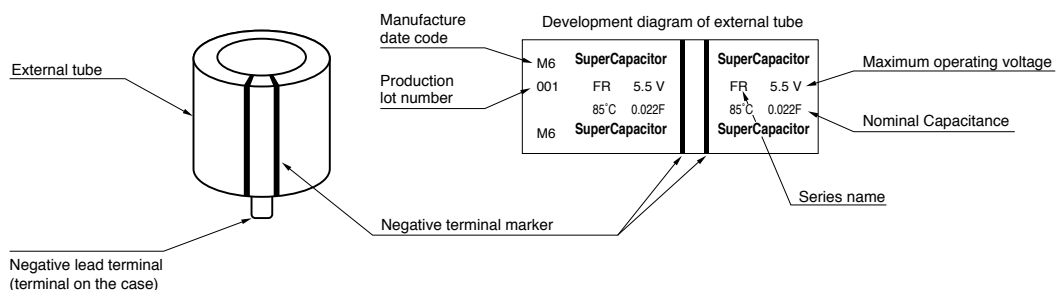 Manufacture
date code
Development diagram of external tube
External tube
Production
lot number
M6
001
M6
SuperCapacitor
FR 5.5 V
85˚C 0.022F
SuperCapacitor
SuperCapacitor
FR 5.5 V
85˚C 0.022F
SuperCapacitor
Maximum operating voltage
Nominal Capacitance
Series name
Negative terminal marker
Negative lead terminal
(terminal on the case)